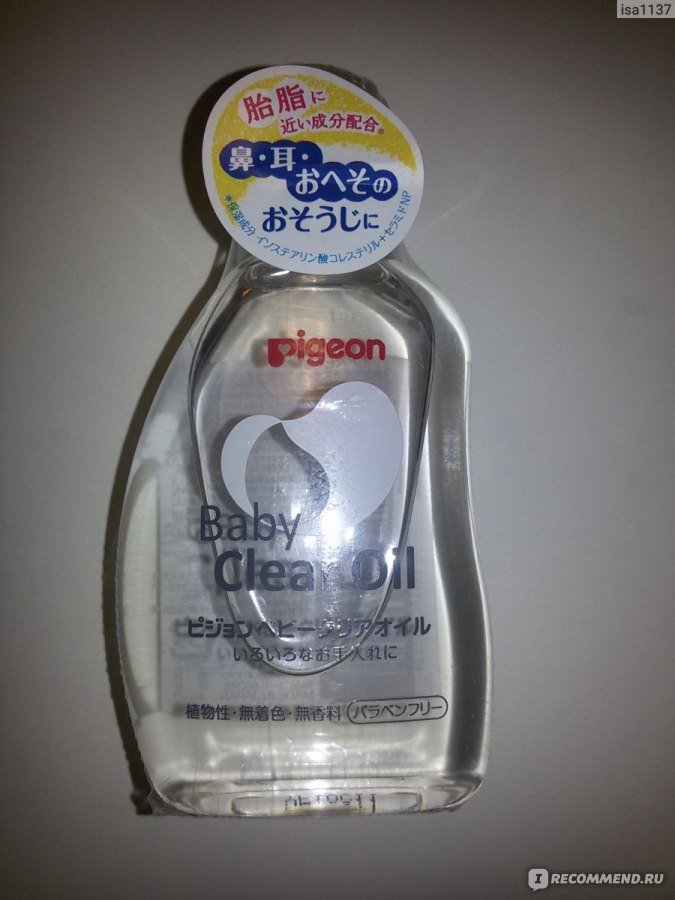 isa1137
胎脂に
近い成分配合*
鼻・耳・
おへその
おそうじに
*保湿成分 イソステアリン酸コレステリル+セラミドNP
pigeon
Baby
Clear Oil
ピジョンベビークリアオイル
いろいろなお手入れに
植物性・無着色・無香料 パラベンフリー
IRECOMMEND.RU